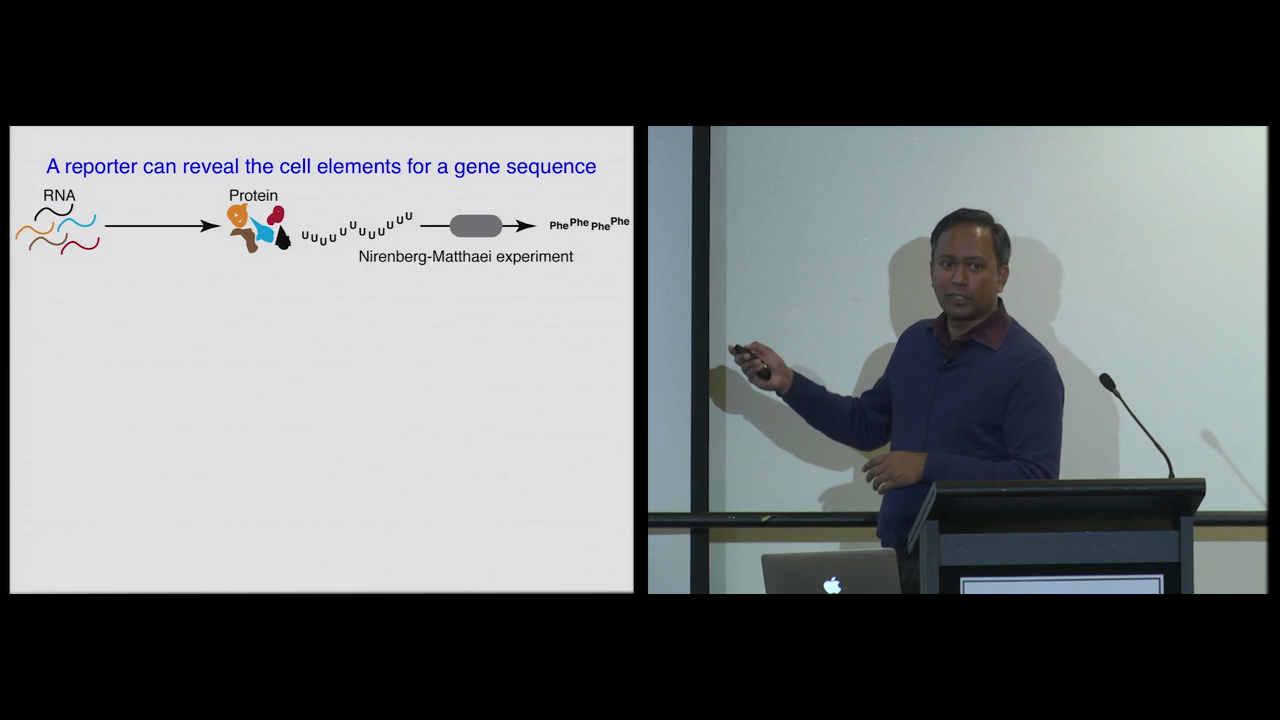 A reporter can reveal the cell elements for a gene sequence
RNA
Protein
UUUUUUUUUUUU
PhePhePhePhe
Nirenberg-Matthaei experiment